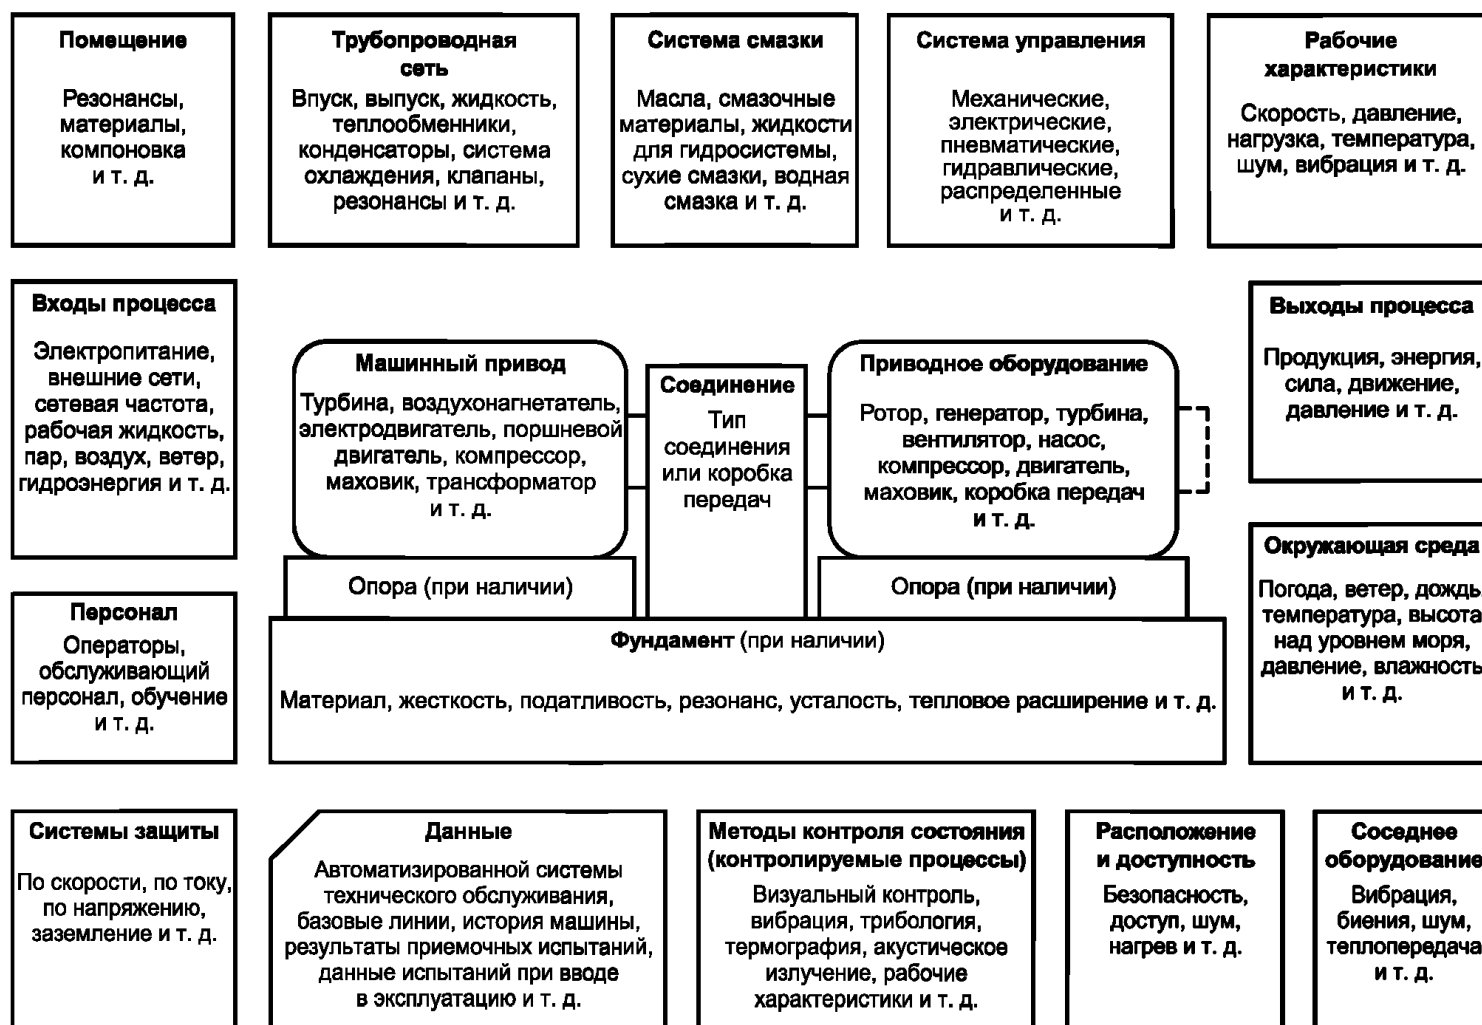 Помещение
Резонансы,
материалы,
компоновка
и т. д.
Трубопроводная
сеть
Впуск, выпуск, жидкость,
теплообменники,
конденсаторы, система
охлаждения, клапаны,
резонансы и т. д.
Система смазки
Масла, смазочные
материалы, жидкости
для гидросистемы,
сухие смазки, водная
смазка и т. д.
Система управления
Механические,
электрические,
пневматические,
гидравлические,
распределенные
и т. д.
Рабочие
характеристики
Скорость, давление,
нагрузка, температура,
шум, вибрация и т. д.
Входы процесса
Электропитание,
внешние сети,
сетевая частота,
рабочая жидкость,
пар, воздух, ветер,
гидроэнергия и т. д.
Машинный привод
Турбина, воздухонагнетатель,
электродвигатель, поршневой
двигатель, компрессор,
маховик, трансформатор
и т. д.
Соединение
Тип
соединения
или коробка
передач
Приводное оборудование
Ротор, генератор, турбина,
вентилятор, насос,
компрессор, двигатель,
маховик, коробка передач
и т. д.
Выходы процесса
Продукция, энергия,
сила, движение,
давление и т. д.
Опора (при наличии)
Опора (при наличии)
Фундамент (при наличии)
Материал, жесткость, податливость, резонанс, усталость, тепловое расширение и т. д.
Персонал
Операторы,
обслуживающий
персонал, обучение
и т. д.
Окружающая среда
Погода, ветер, дождь,
температура, высота
над уровнем моря,
давление, влажность
и т. д.
Системы защиты
По скорости, по току,
по напряжению,
заземление и т. д.
Данные
Автоматизированной системы
технического обслуживания,
базовые линии, история машины,
результаты приемочных испытаний,
данные испытаний при вводе
в эксплуатацию и т. д.
Методы контроля состояния
(контролируемые процессы)
Визуальный контроль,
вибрация, трибология,
термография, акустическое
излучение, рабочие
характеристики и т. д.
Расположение
и доступность
Безопасность,
доступ, шум,
нагрев и т. д.
Соседнее
оборудование
Вибрация,
биения, шум,
теплопередача
и т. д.